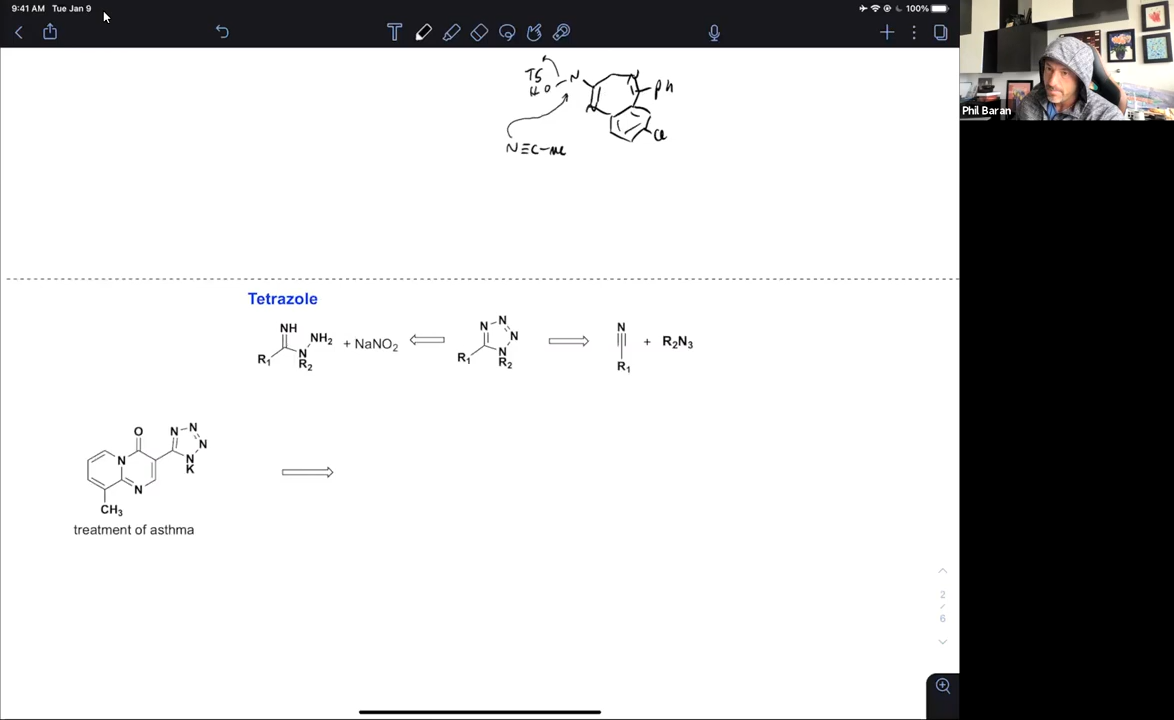 9:41 AM Tue Jan 9
100%
Ts
N
N
Ph
HO
N
Cl
N≡C-Me
Phil Baran
Tetrazole
NH
NH2
N
R1
R2
+ NaNO2
N
N
N
N
R1
R2
N
R1
+ R2N3
O
N
N
N
N
N
K
N
CH3
treatment of asthma
2
/
6